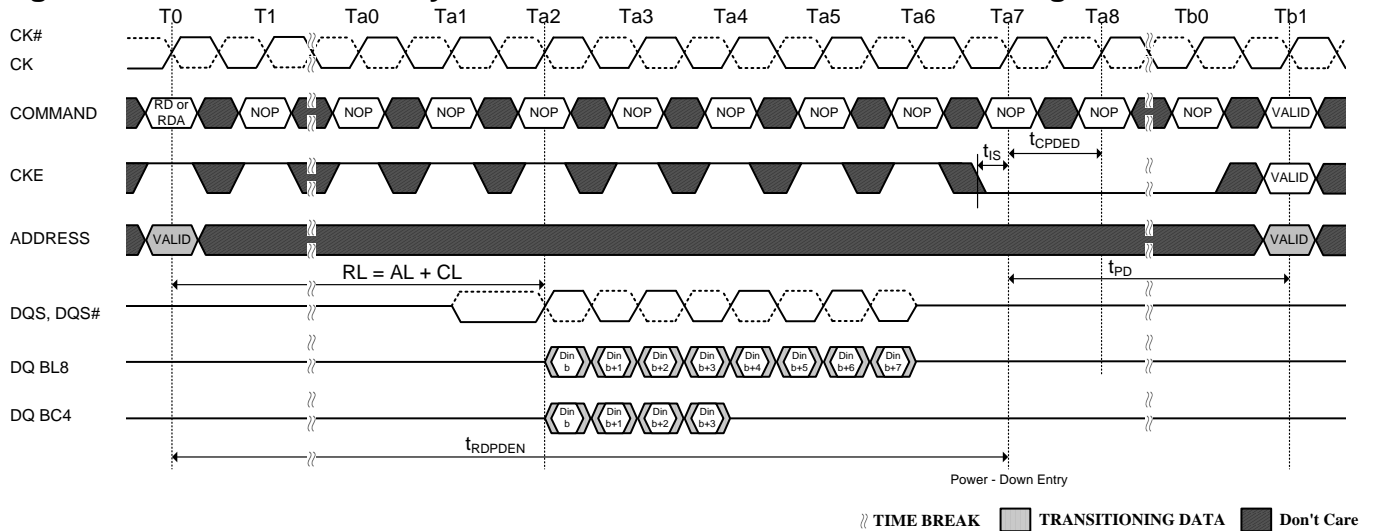 T0 T1 Ta0 Ta1 Ta2 Ta3 Ta4 Ta5 Ta6 Ta7 Ta8 Tb0 Tb1
CK#
CK
COMMAND RD or RDA NOP NOP NOP NOP NOP NOP NOP NOP NOP NOP NOP VALID
tIS tCPDED
CKE VALID
ADDRESS VALID VALID
RL = AL + CL tPD
DQS, DQS#
DQ BL8 Din b Din b+1 Din b+2 Din b+3 Din b+4 Din b+5 Din b+6 Din b+7
DQ BC4 Din b Din b+1 Din b+2 Din b+3
tRDPDEN
Power - Down Entry
TIME BREAK TRANSITIONING DATA Don't Care